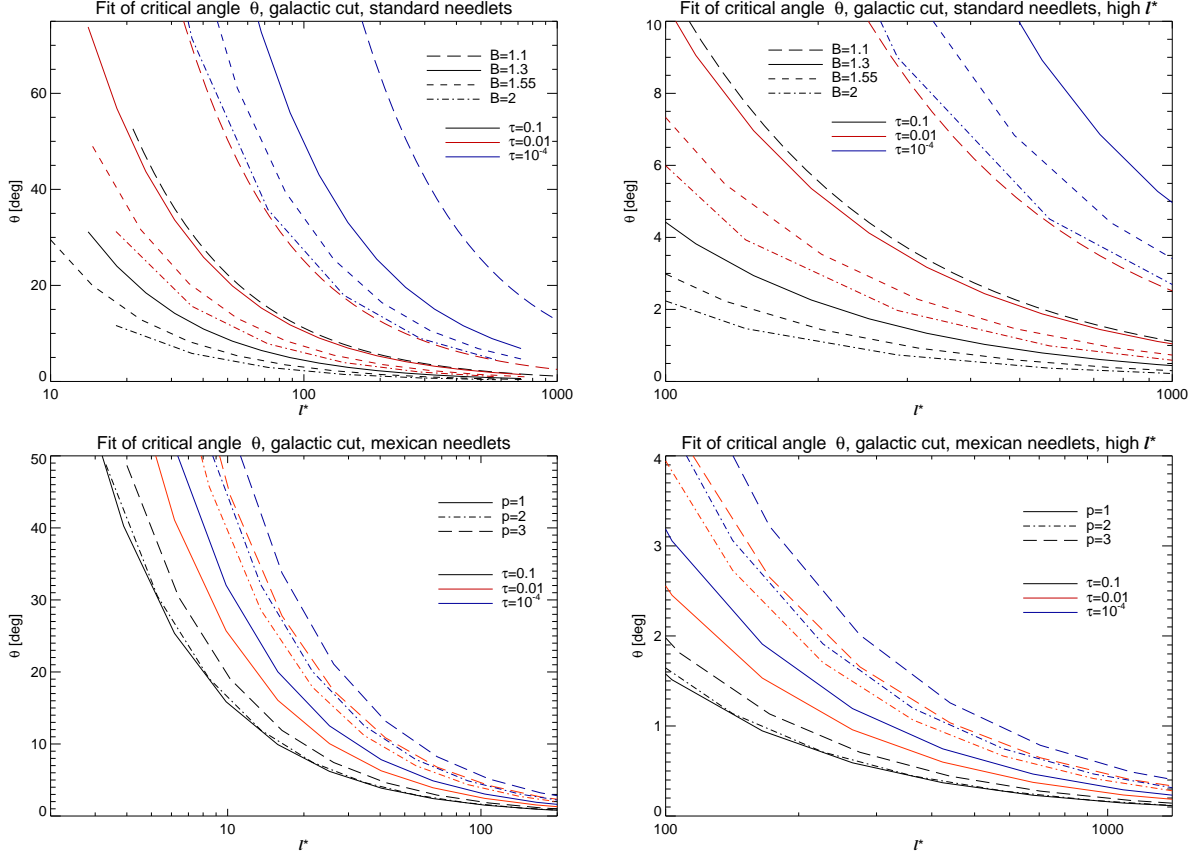 Fit of critical angle θ, galactic cut, standard needlets
θ [deg]
60
40
20
0
B=1.1
B=1.3
B=1.55
B=2
τ=0.1
τ=0.01
τ=10⁻⁴
10
100
1000
l*
Fit of critical angle θ, galactic cut, standard needlets, high l*
θ [deg]
10
8
6
4
2
0
B=1.1
B=1.3
B=1.55
B=2
τ=0.1
τ=0.01
τ=10⁻⁴
100
1000
l*
Fit of critical angle θ, galactic cut, mexican needlets
θ [deg]
50
40
30
20
10
0
p=1
p=2
p=3
τ=0.1
τ=0.01
τ=10⁻⁴
10
100
l*
Fit of critical angle θ, galactic cut, mexican needlets, high l*
θ [deg]
4
3
2
1
0
p=1
p=2
p=3
τ=0.1
τ=0.01
τ=10⁻⁴
100
1000
l*